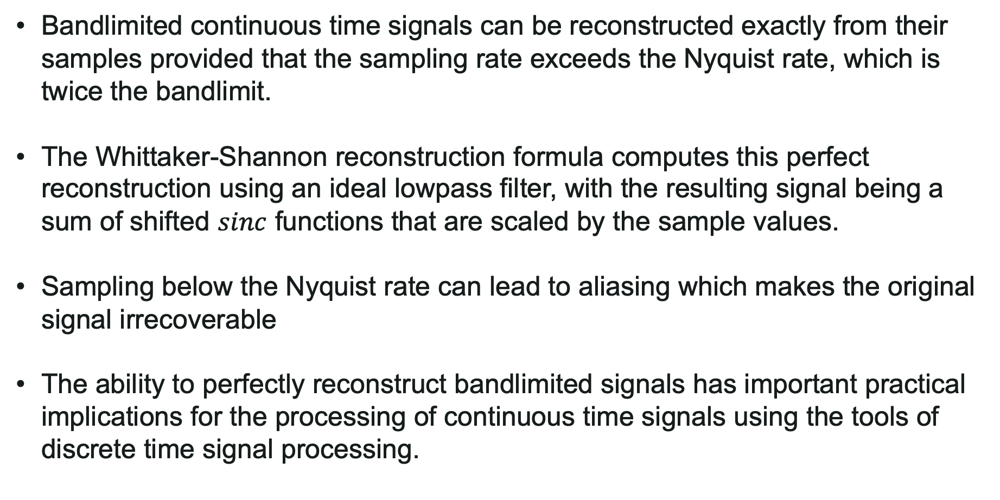 • Bandlimited continuous time signals can be reconstructed exactly from their
samples provided that the sampling rate exceeds the Nyquist rate, which is
twice the bandlimit.
• The Whittaker-Shannon reconstruction formula computes this perfect
reconstruction using an ideal lowpass filter, with the resulting signal being a
sum of shifted sinc functions that are scaled by the sample values.
• Sampling below the Nyquist rate can lead to aliasing which makes the original
signal irrecoverable
• The ability to perfectly reconstruct bandlimited signals has important practical
implications for the processing of continuous time signals using the tools of
discrete time signal processing.